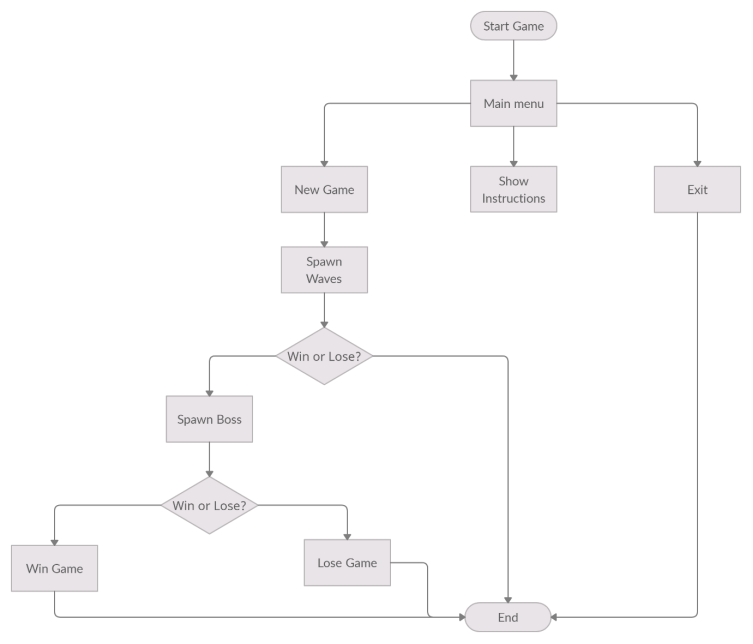 Start Game
Main menu
New Game
Show
Instructions
Exit
Spawn
Waves
Win or Lose?
Spawn Boss
Win or Lose?
Win Game
Lose Game
End